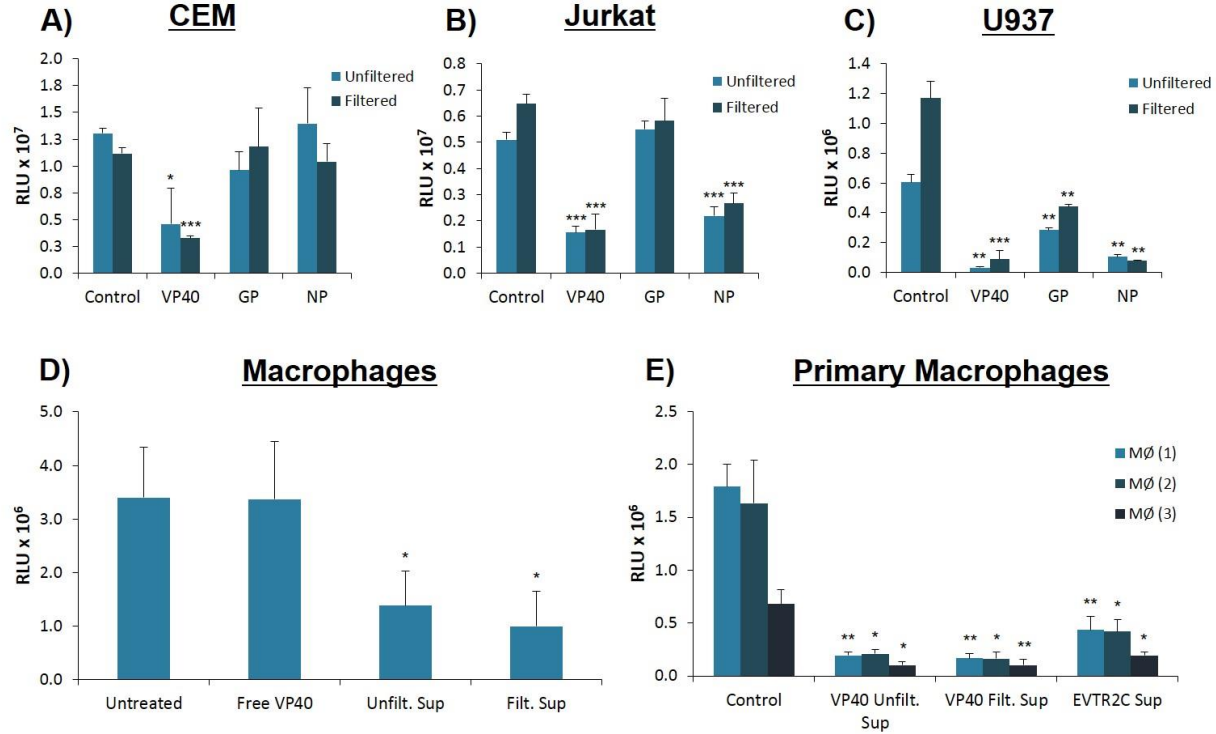 A) CEM
2.0
1.8
1.5
1.3
1.0
0.8
0.5
0.3
0.0
RLU x 10⁷
Unfiltered
Filtered
*
***
Control VP40 GP NP
B) Jurkat
0.8
0.7
0.6
0.5
0.4
0.3
0.2
0.1
0.0
RLU x 10⁷
Unfiltered
Filtered
*** ***
*** ***
Control VP40 GP NP
C) U937
1.4
1.2
1.0
0.8
0.6
0.4
0.2
0.0
RLU x 10⁶
Unfiltered
Filtered
** ***
** **
** **
Control VP40 GP NP
D) Macrophages
5.0
4.0
3.0
2.0
1.0
0.0
RLU x 10⁶
*
*
Untreated Free VP40 Unfilt. Sup Filt. Sup
E) Primary Macrophages
2.5
2.0
1.5
1.0
0.5
0.0
RLU x 10⁶
MØ (1)
MØ (2)
MØ (3)
** * *
** * **
** * *
Control VP40 Unfilt. VP40 Filt. Sup EVTR2C Sup
Sup